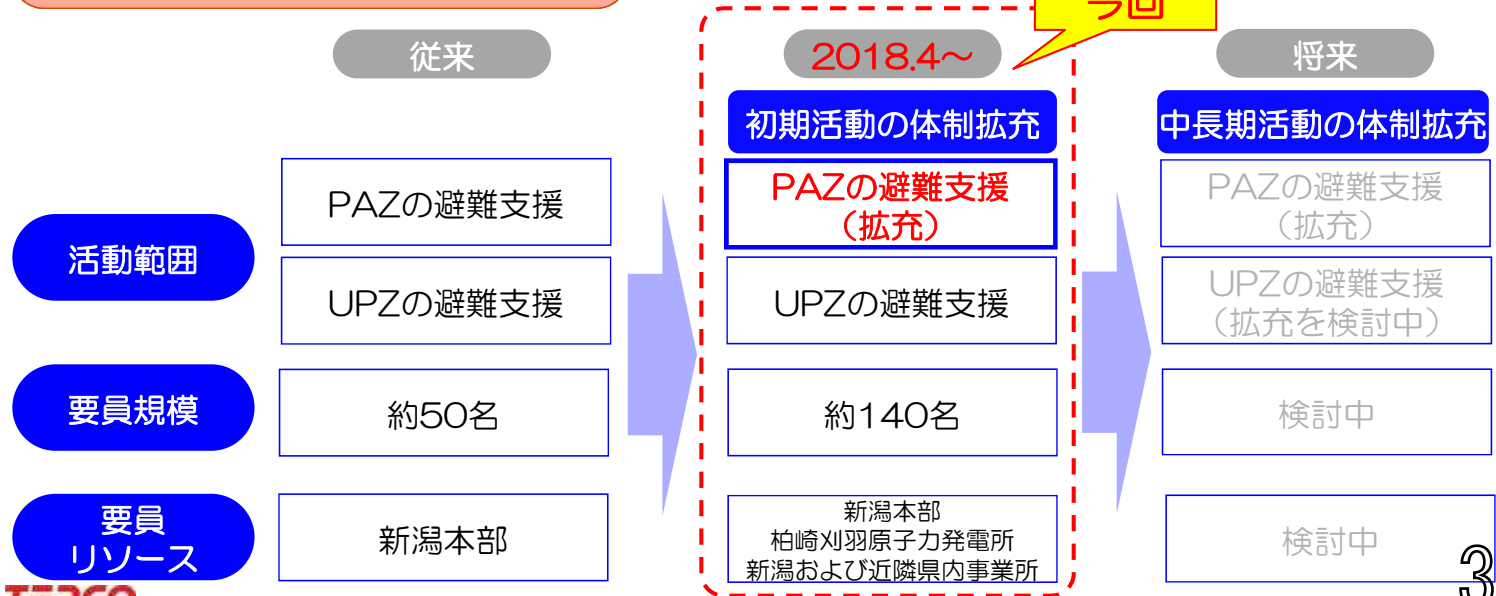 今回
従来
2018.4～
将来
初期活動の体制拡充
中長期活動の体制拡充
活動範囲
PAZの避難支援
PAZの避難支援
（拡充）
PAZの避難支援
（拡充）
UPZの避難支援
UPZの避難支援
UPZの避難支援
（拡充を検討中）
要員規模
約50名
約140名
検討中
要員
リソース
新潟本部
新潟本部
柏崎刈羽原子力発電所
新潟および近隣県内事業所
検討中
TEPCO
3